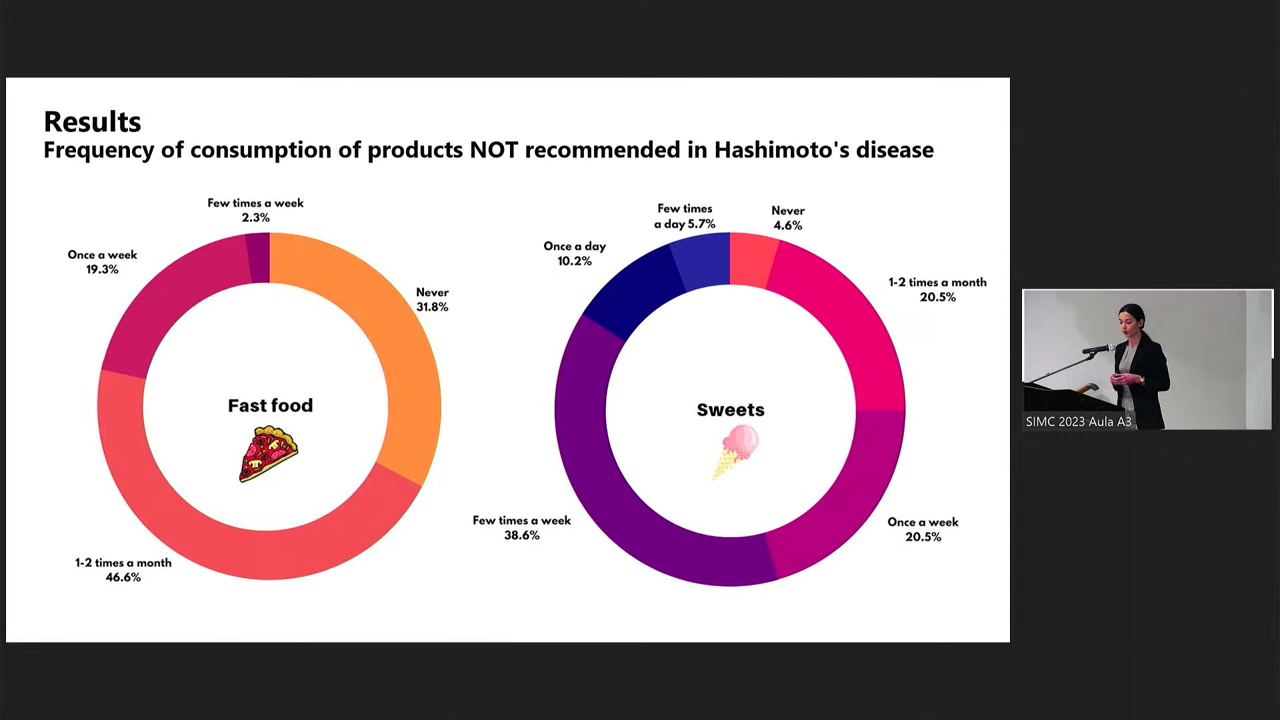 Results
Frequency of consumption of products NOT recommended in Hashimoto's disease
Few times a week
2.3%
Once a week
19.3%
Never
31.8%
Fast food
1-2 times a month
46.6%
Few times
a day 5.7%
Never
4.6%
Once a day
10.2%
1-2 times a month
20.5%
Sweets
Few times a week
38.6%
Once a week
20.5%
SIMC 2023 Aula A3